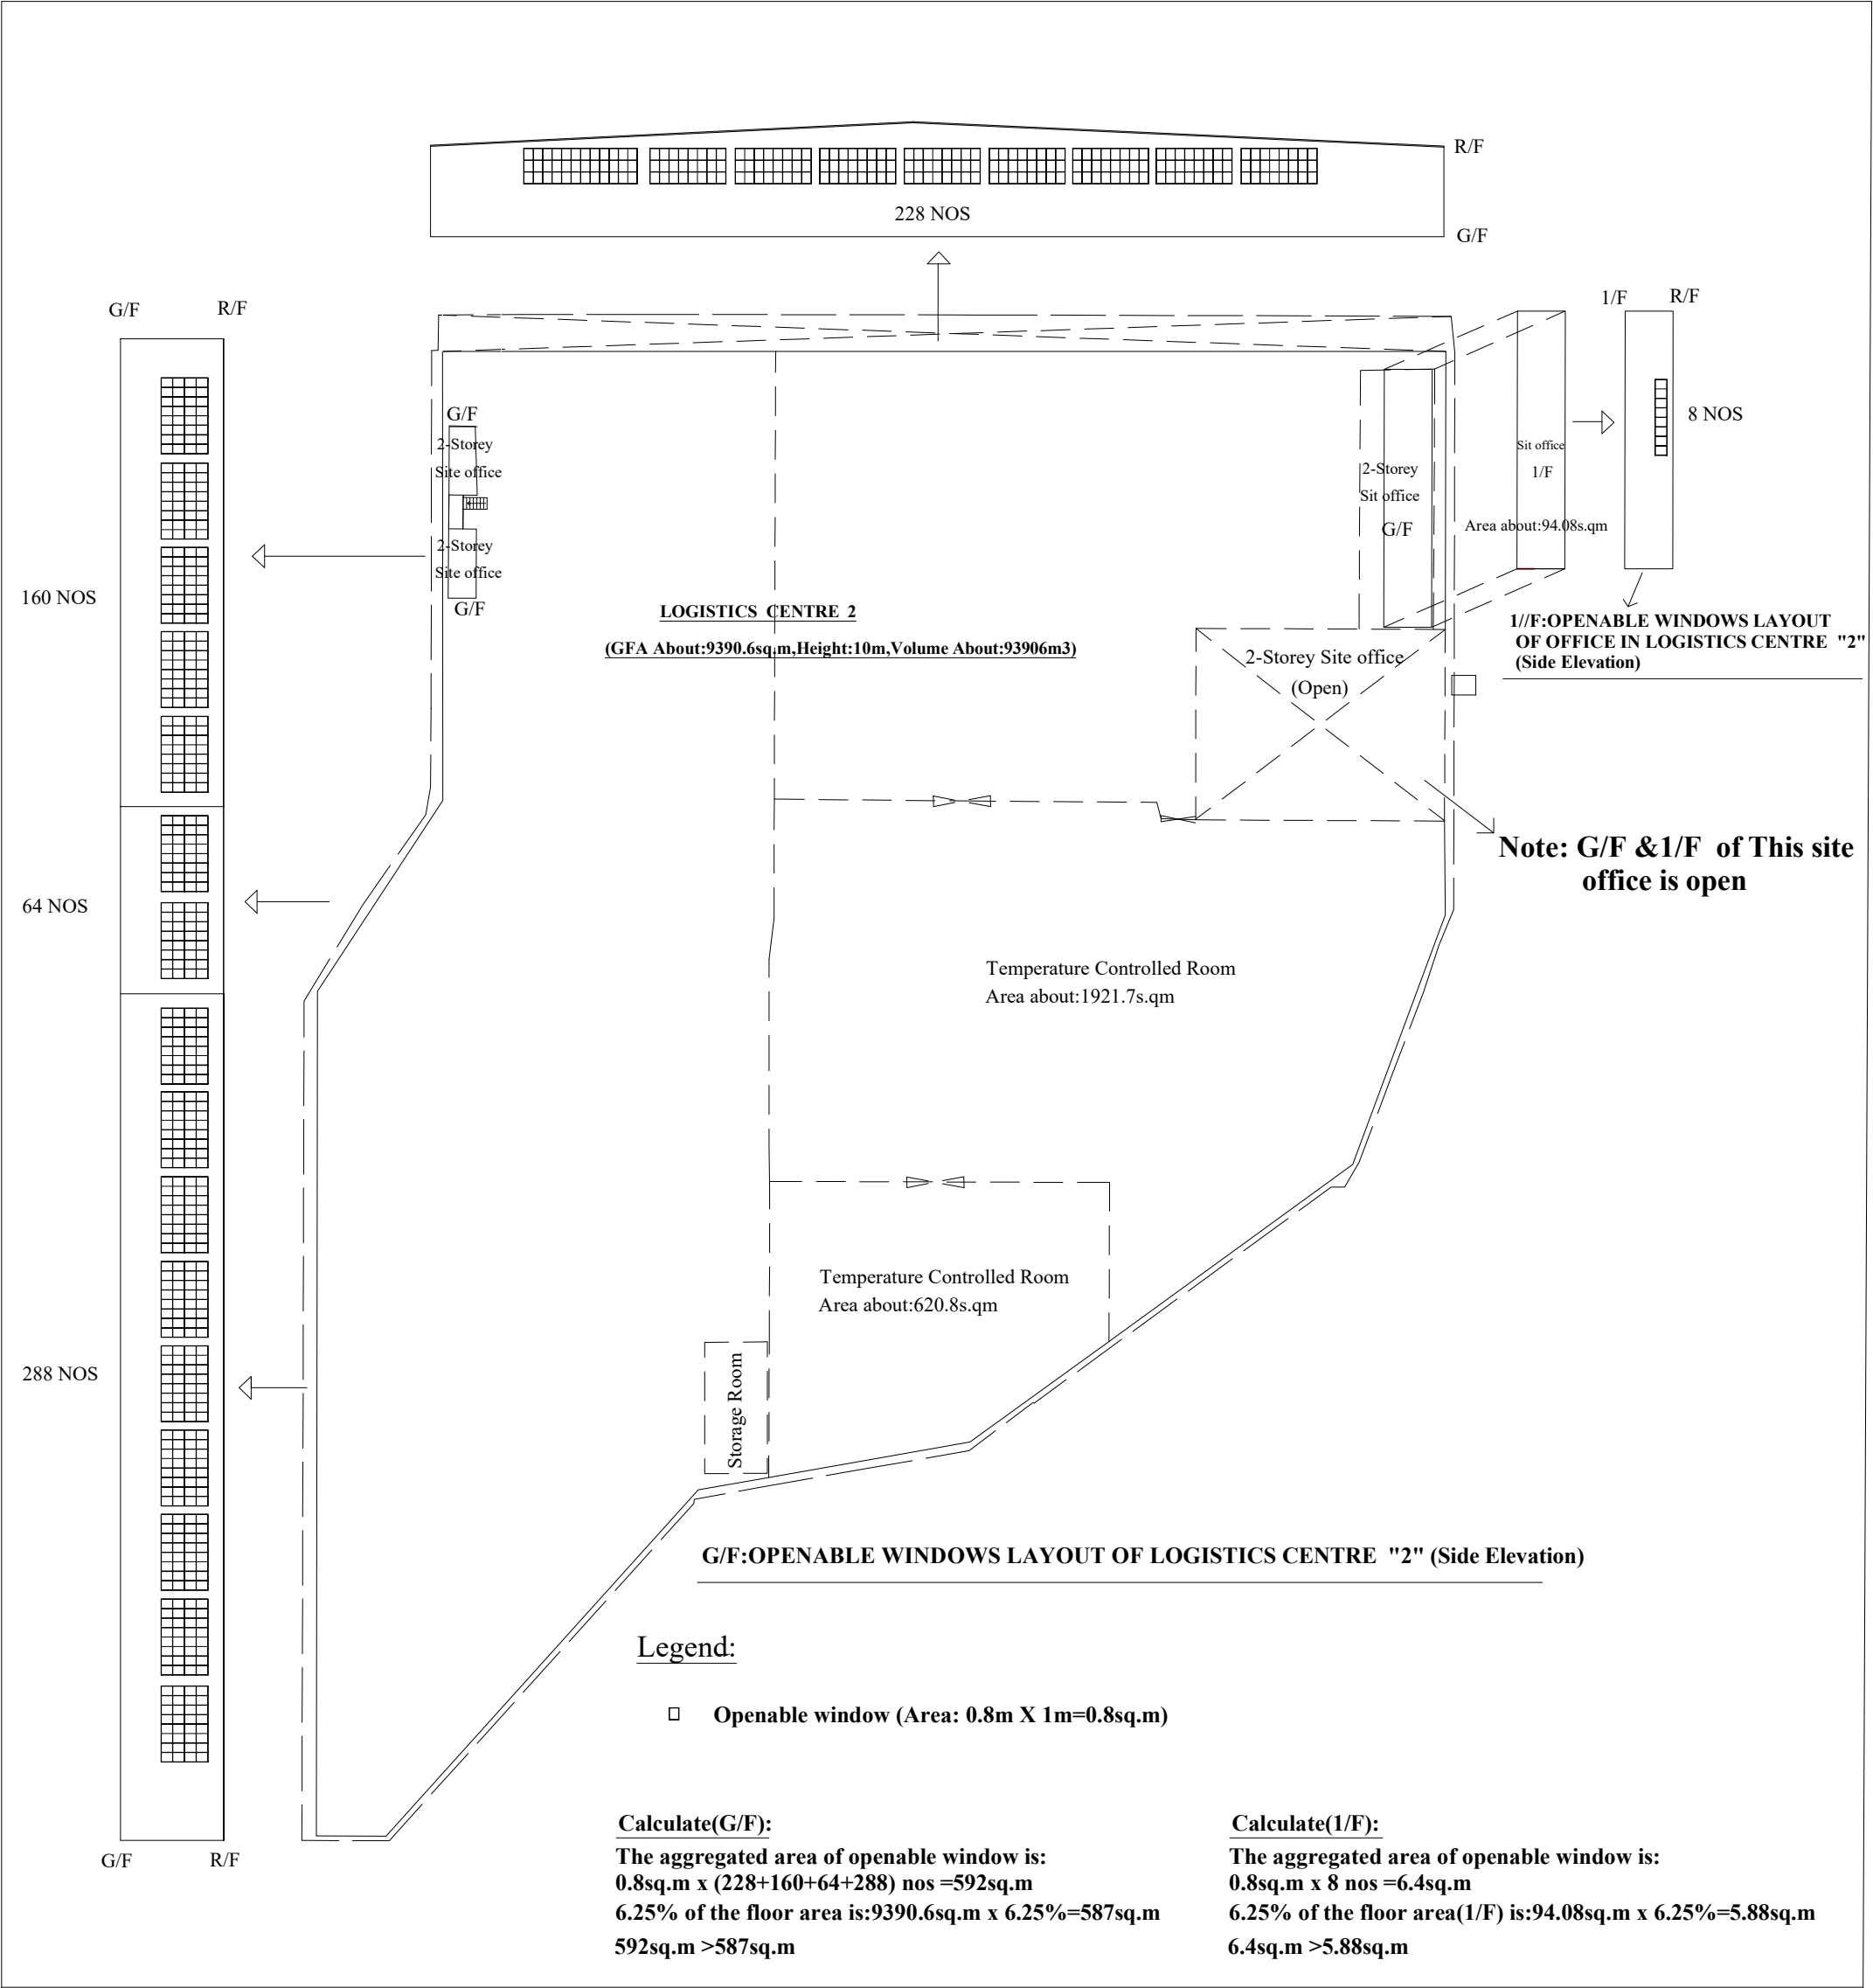 R/F
228 NOS
G/F
G/F
R/F
1/F
R/F
8 NOS
G/F
2-Storey
Site office
2-Storey
Site office
G/F
160 NOS
2-Storey
Sit office
G/F
Sit office
1/F
Area about:94.08s.qm
LOGISTICS CENTRE 2
(GFA About:9390.6sq.m,Height:10m,Volume About:93906m3)
1//F:OPENABLE WINDOWS LAYOUT
OF OFFICE IN LOGISTICS CENTRE "2"
(Side Elevation)
2-Storey Site office
(Open)
Note: G/F &1/F of This site
office is open
64 NOS
Temperature Controlled Room
Area about:1921.7s.qm
Temperature Controlled Room
Area about:620.8s.qm
Storage Room
288 NOS
G/F
R/F
G/F:OPENABLE WINDOWS LAYOUT OF LOGISTICS CENTRE "2" (Side Elevation)
Legend:
Openable window (Area: 0.8m X 1m=0.8sq.m)
Calculate(G/F):
The aggregated area of openable window is:
0.8sq.m x (228+160+64+288) nos =592sq.m
6.25% of the floor area is:9390.6sq.m x 6.25%=587sq.m
592sq.m >587sq.m
Calculate(1/F):
The aggregated area of openable window is:
0.8sq.m x 8 nos =6.4sq.m
6.25% of the floor area(1/F) is:94.08sq.m x 6.25%=5.88sq.m
6.4sq.m >5.88sq.m